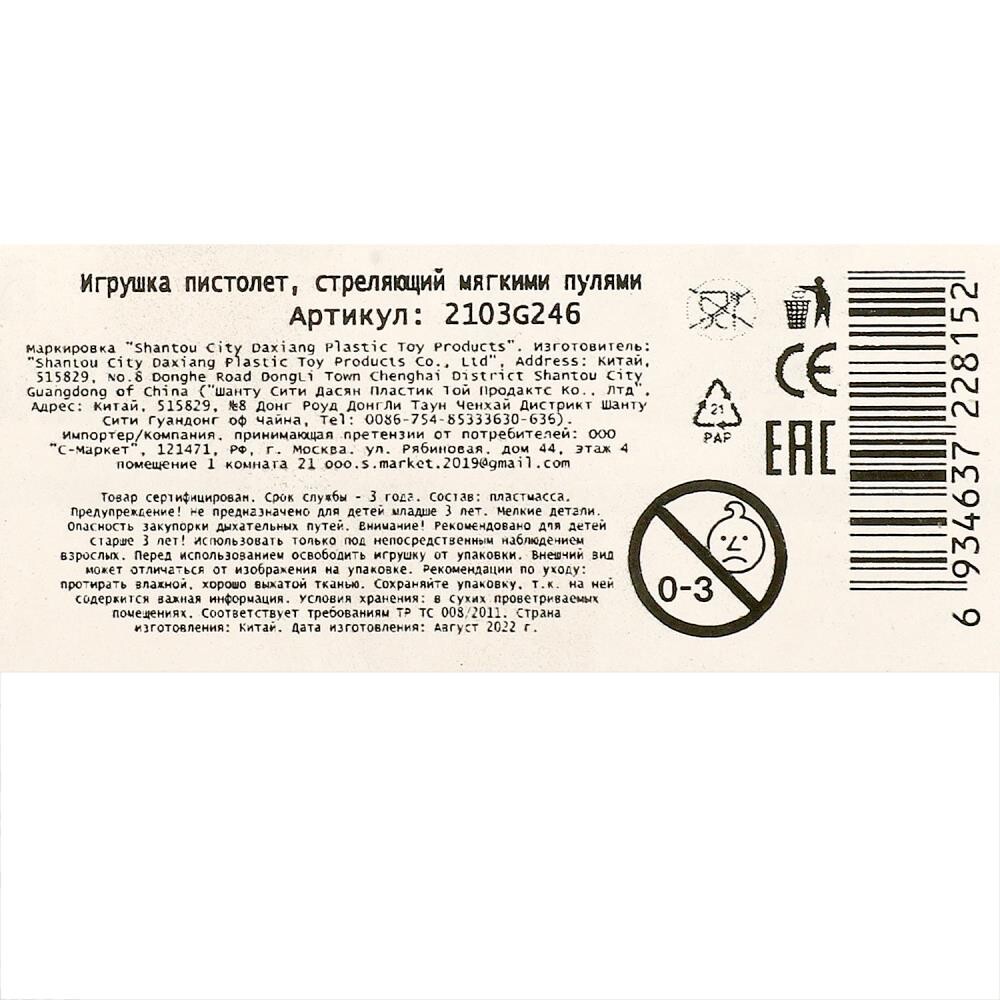 Игрушка пистолет, стреляющий мягкими пулями
Артикул: 2103G246
маркировка "Shantou City Daxiang Plastic Toy Products". Изготовитель:
"Shantou City Daxiang Plastic Toy Products Co., Ltd", Address: Китай,
515829, No.8 Donghe Road DongLi Town Chenghai District Shantou City
Guangdong of China ("Шанту Сити Дасян Пластик Той Продактс Ко., Лтд",
Адрес: Китай, 515829, №8 Донг Роуд ДонгЛи Таун Ченхай Дистрикт Шанту
Сити Гуандонг оф Чайна, Tel: 0086-754-85333630-636).
Импортер/Компания, принимающая претензии от потребителей: ООО
"С-Маркет", 121471, РФ, г. Москва. ул. Рябиновая. дом 44, этаж 4
помещение 1 комната 21 ooo.s.market.2019@gmail.com
Товар сертифицирован. Срок службы - 3 года. Состав: пластмасса.
Предупреждение! Не предназначено для детей младше 3 лет. Мелкие детали.
Опасность закупорки дыхательных путей. Внимание! Рекомендовано для детей
старше 3 лет! Использовать только под непосредственным наблюдением
взрослых. Перед использованием освободить игрушку от упаковки. Внешний вид
может отличаться от изображения на упаковке. Рекомендации по уходу:
протирать влажной, хорошо выжатой тканью. Сохраняйте упаковку, т.к. на ней
содержится важная информация. Условия хранения: в сухих проветриваемых
помещениях. Соответствует требованиям ТР ТС 008/2011. Страна
изготовления: Китай. Дата изготовления: Август 2022 г.
CE
21
PAP
EAC
0-3
6 934637 228152